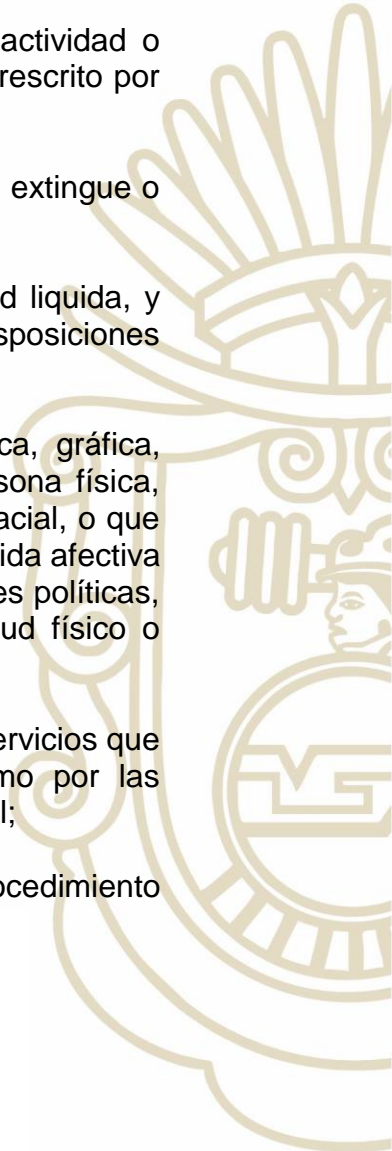 actividad o
rescrito por
extingue o
d liquida, y
sposiciones
ca, gráfica,
sona física,
acial, o que
ida afectiva
es políticas,
ud físico o
ervicios que
mo por las
l;
ocedimiento